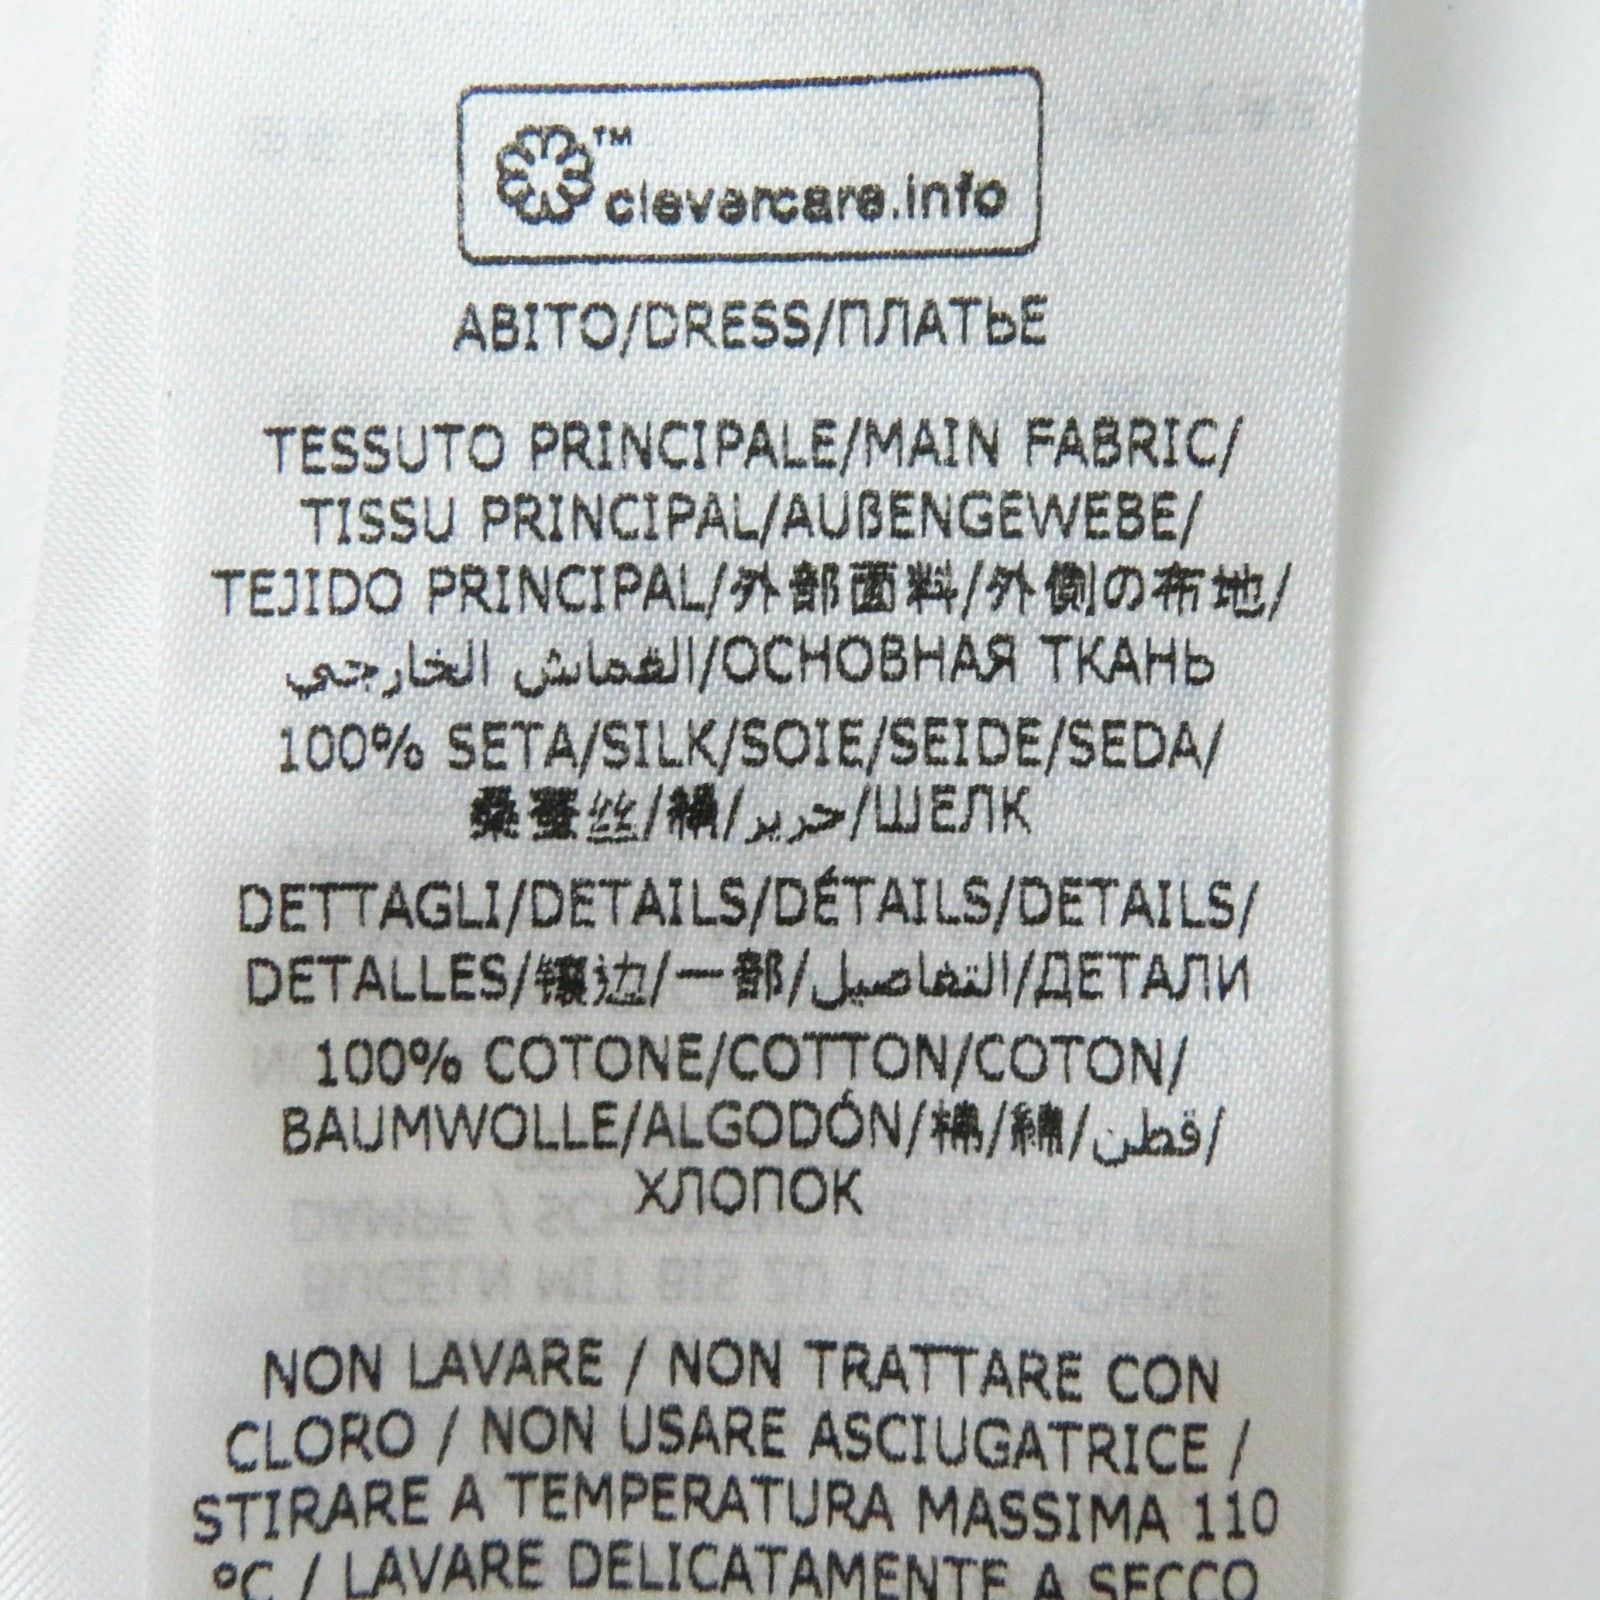 ™
clevercare.info
ABITO/DRESS/ПЛАТЬЕ
TESSUTO PRINCIPALE/MAIN FABRIC/
TISSU PRINCIPAL/AUßENGEWEBE/
TEJIDO PRINCIPAL/外部面料/外側の布地/
القماش الخارجي/ОСНОВНАЯ ТКАНЬ
100% SETA/SILK/SOIE/SEIDE/SEDA/
桑蚕丝/絹/حرير/ШЕЛК
DETTAGLI/DETAILS/DÉTAILS/DETAILS/
DETALLES/镶边/一部/التفاصيل/ДЕТАЛИ
100% COTONE/COTTON/COTON/
BAUMWOLLE/ALGODÓN/棉/綿/قطن/
ХЛОПОК
NON LAVARE / NON TRATTARE CON
CLORO / NON USARE ASCIUGATRICE /
STIRARE A TEMPERATURA MASSIMA 110
°C / LAVARE DELICATAMENTE A SECCO